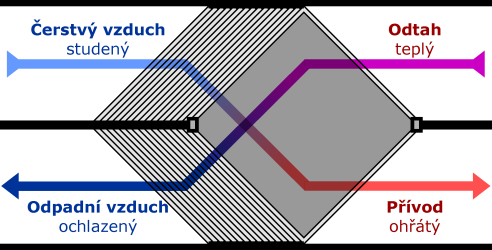 Čerstvý vzduch
studený
Odtah
teplý
Odpadní vzduch
ochlazený
Přívod
ohřátý